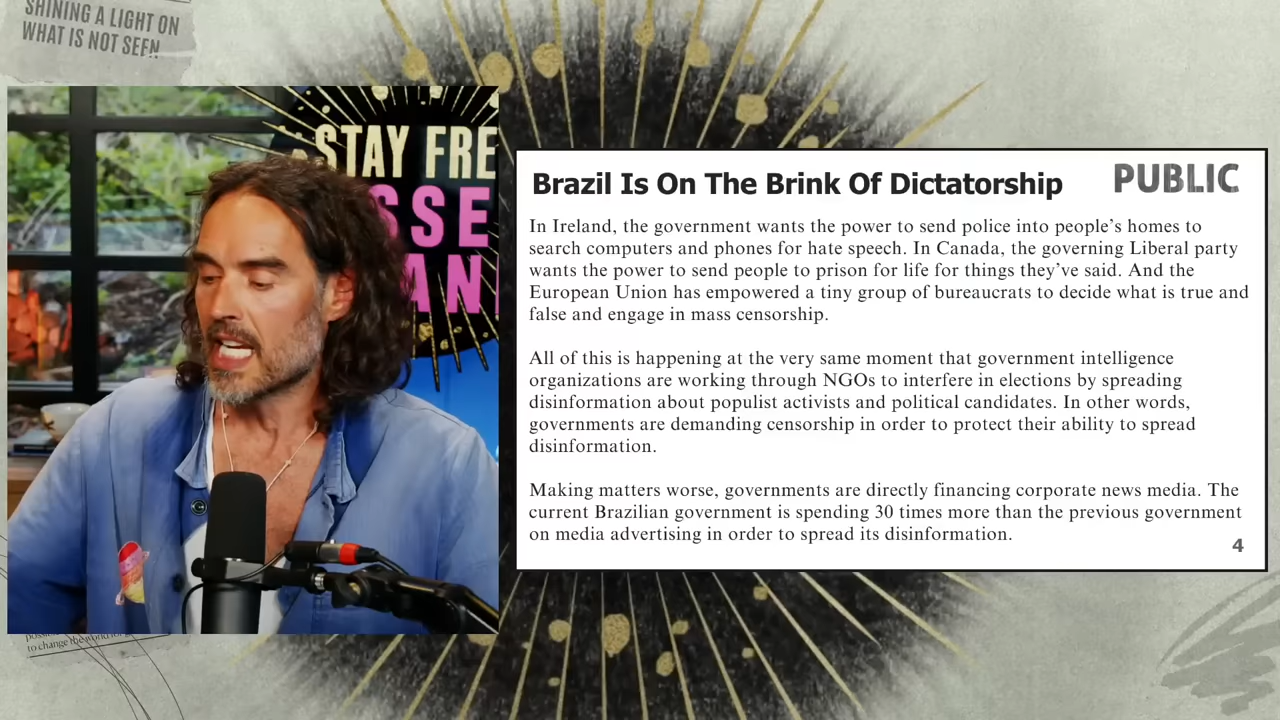 SHINING A LIGHT ON
WHAT IS NOT SEEN
STAY FRE
SSE
AN
Brazil Is On The Brink Of Dictatorship
PUBLIC
In Ireland, the government wants the power to send police into people’s homes to
search computers and phones for hate speech. In Canada, the governing Liberal party
wants the power to send people to prison for life for things they’ve said. And the
European Union has empowered a tiny group of bureaucrats to decide what is true and
false and engage in mass censorship.
All of this is happening at the very same moment that government intelligence
organizations are working through NGOs to interfere in elections by spreading
disinformation about populist activists and political candidates. In other words,
governments are demanding censorship in order to protect their ability to spread
disinformation.
Making matters worse, governments are directly financing corporate news media. The
current Brazilian government is spending 30 times more than the previous government
on media advertising in order to spread its disinformation.
4
to change the world for